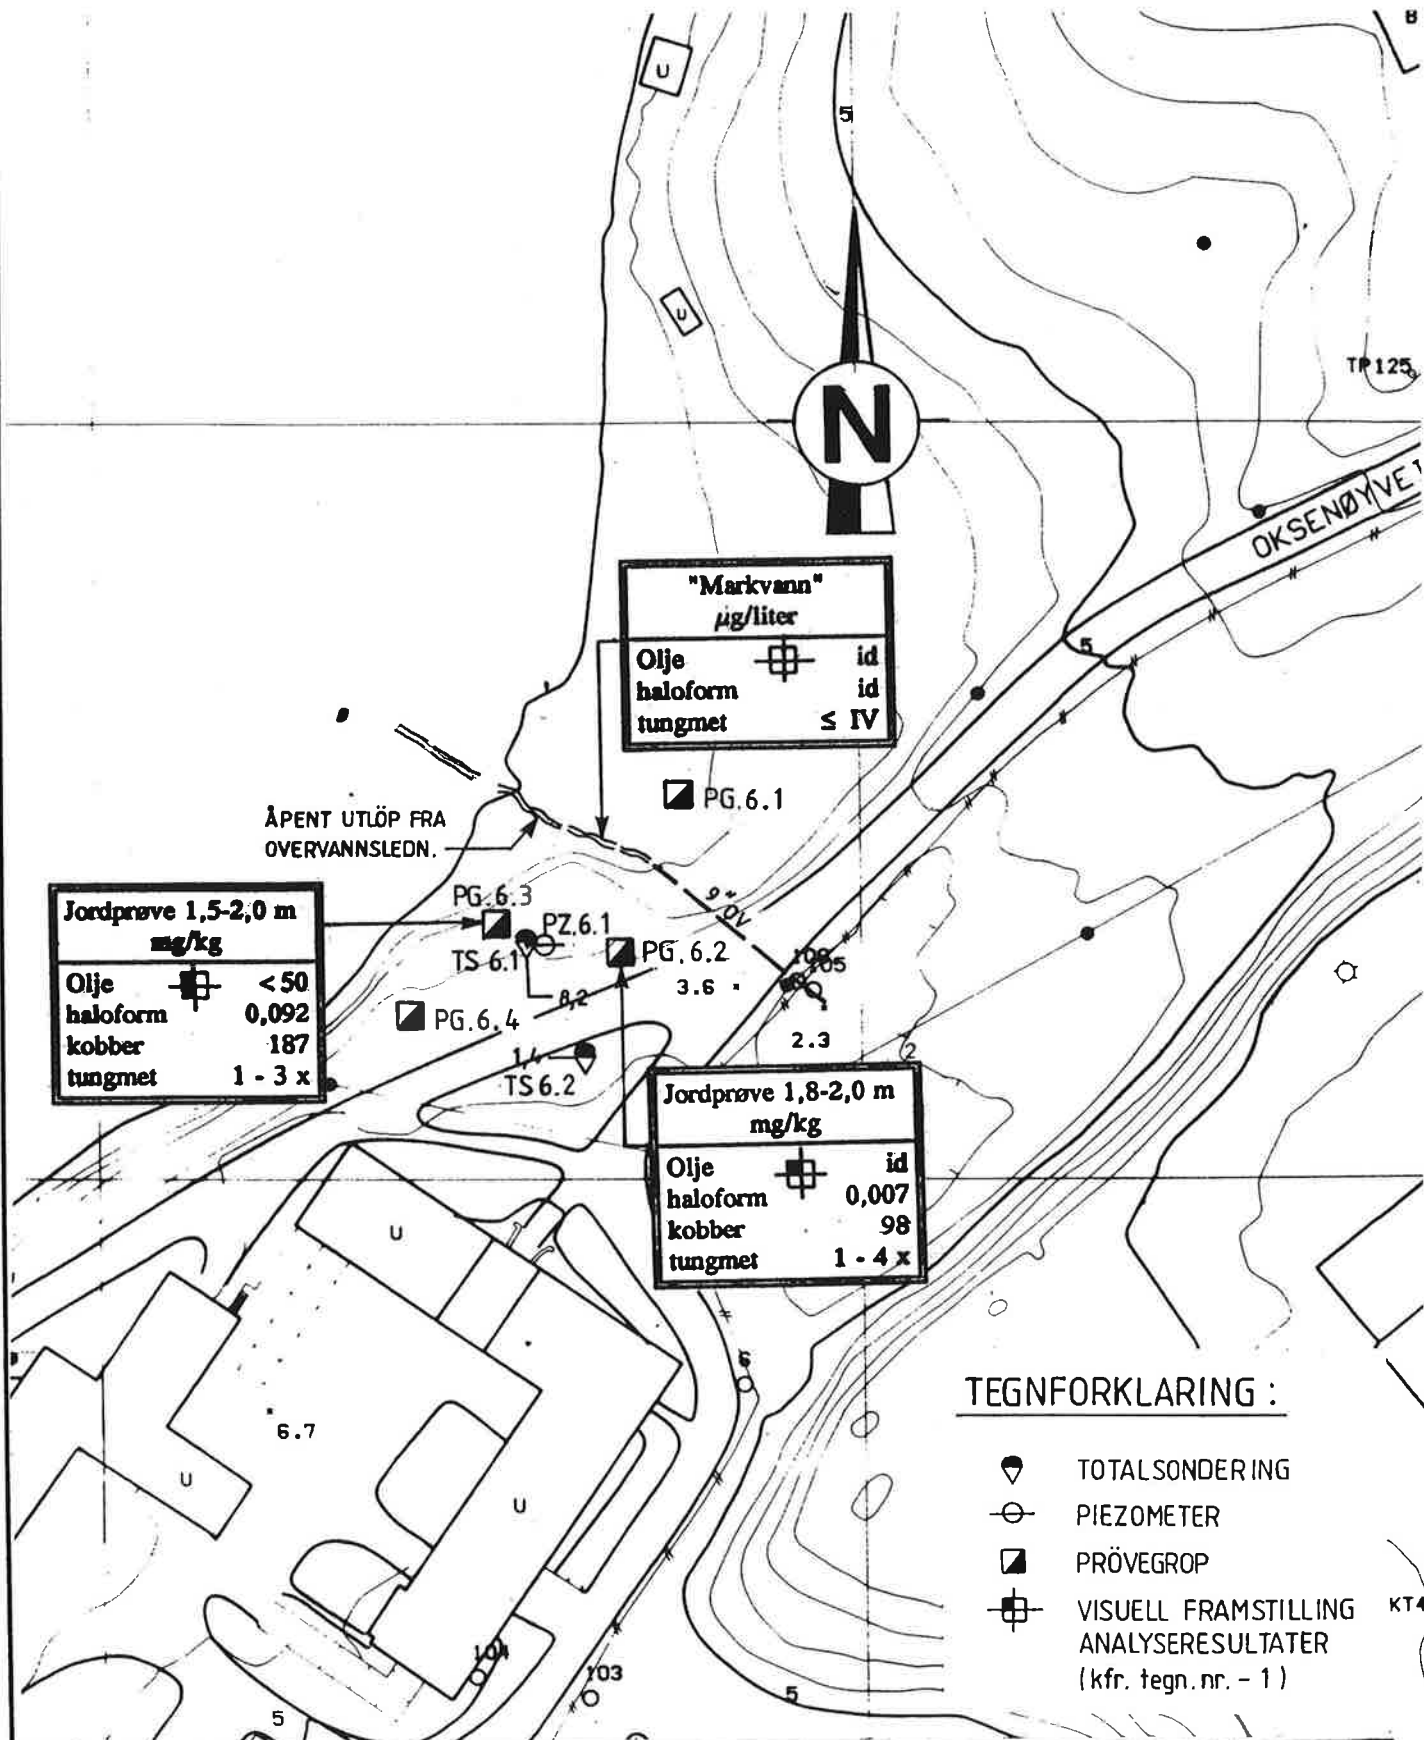 B
U
5
U
TP125
N
OKSENØYVE
"Markvann"
µg/liter
Olje id
haloform id
tungmet ≤ IV
5
PG.6.1
ÅPENT UTLÖP FRA
OVERVANNSLEDN.
9" OV
Jordprøve 1,5-2,0 m
mg/kg
Olje <50
haloform 0,092
kobber 187
tungmet 1 - 3 x
PG.6.3
PZ.6.1
TS 6.1
PG.6.2
3.6
8,2
PG.6.4
2.3
2
1,4
TS 6.2
Jordprøve 1,8-2,0 m
mg/kg
Olje id
haloform 0,007
kobber 98
tungmet 1 - 4 x
U
6
6.7
U
U
TEGNFORKLARING :
TOTALSONDERING
PIEZOMETER
PRÖVEGROP
VISUELL FRAMSTILLING
ANALYSERESULTATER
(kfr. tegn.nr. - 1)
KT4
104
103
5
5